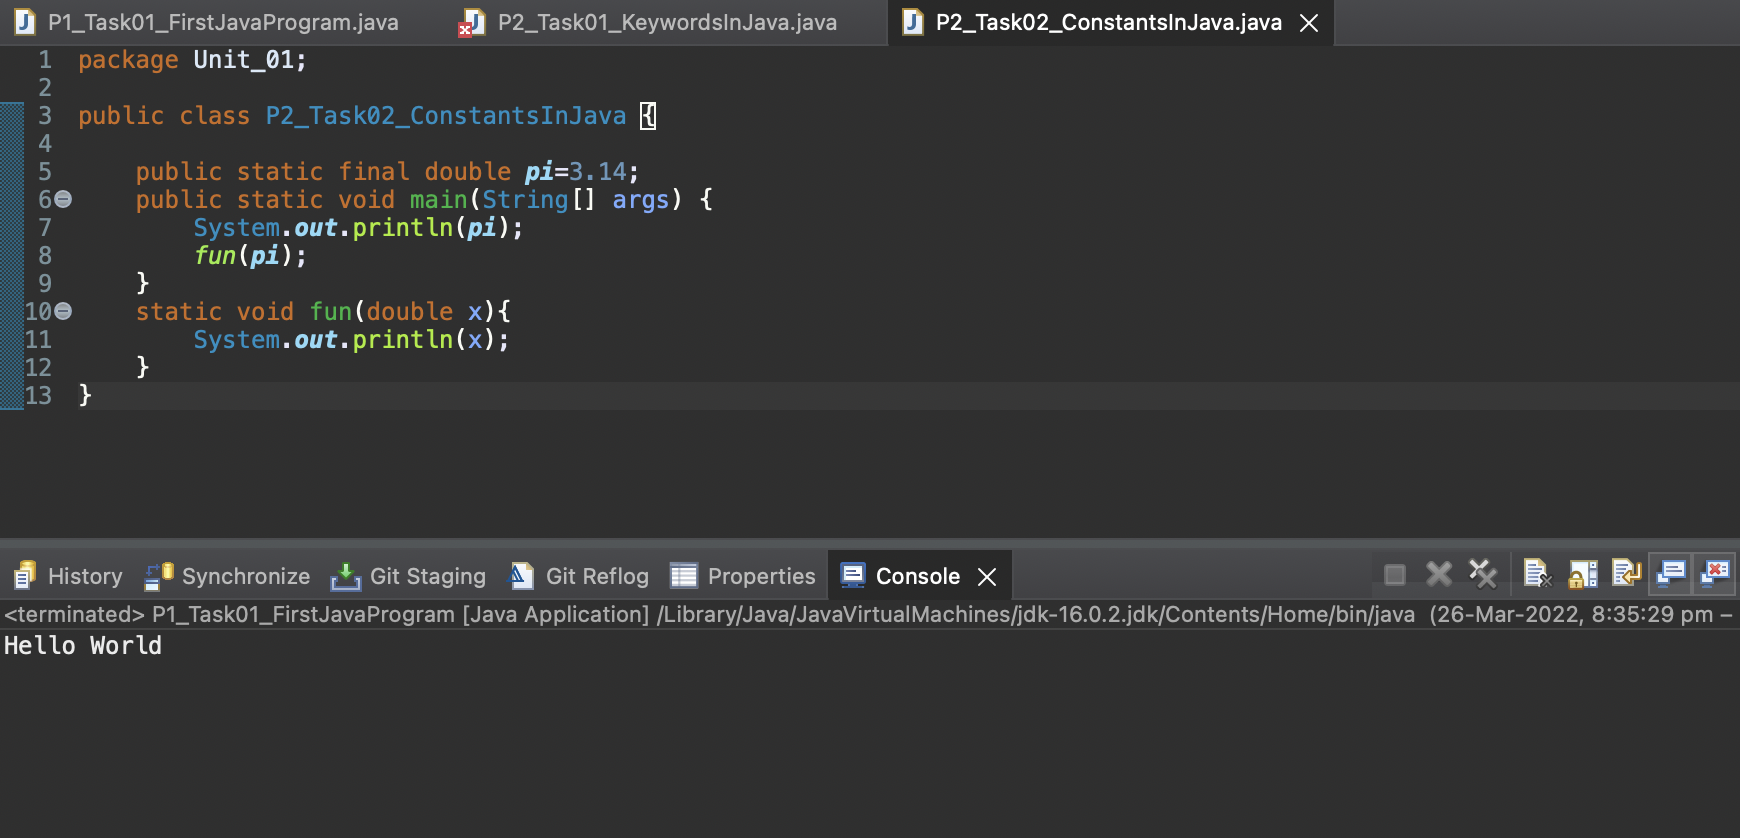 P1_Task01_FirstJavaProgram.java P2_Task01_KeywordsInJava.java P2_Task02_ConstantsInJava.java
1 package Unit_01;
2
3 public class P2_Task02_ConstantsInJava {
4
5     public static final double pi=3.14;
6     public static void main(String[] args) {
7         System.out.println(pi);
8         fun(pi);
9     }
10     static void fun(double x){
11         System.out.println(x);
12     }
13 }
History Synchronize Git Staging Git Reflog Properties Console
<terminated> P1_Task01_FirstJavaProgram [Java Application] /Library/Java/JavaVirtualMachines/jdk-16.0.2.jdk/Contents/Home/bin/java (26-Mar-2022, 8:35:29 pm –
Hello World